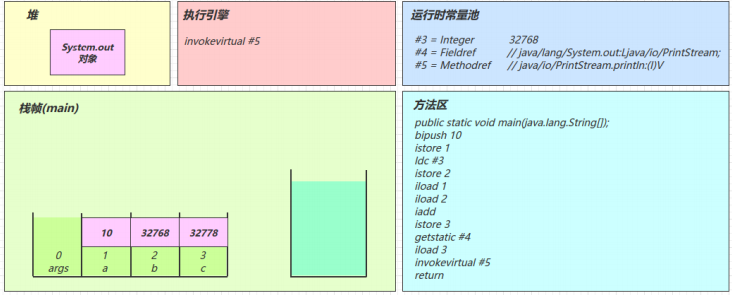 堆
System.out
对象
执行引擎
invokevirtual #5
运行时常量池
#3 = Integer 32768
#4 = Fieldref // java/lang/System.out:Ljava/io/PrintStream;
#5 = Methodref // java/io/PrintStream.println:(I)V
栈帧(main)
10 32768 32778
0 1 2 3
args a b c
方法区
public static void main(java.lang.String[]);
bipush 10
istore 1
ldc #3
istore 2
iload 1
iload 2
iadd
istore 3
getstatic #4
iload 3
invokevirtual #5
return